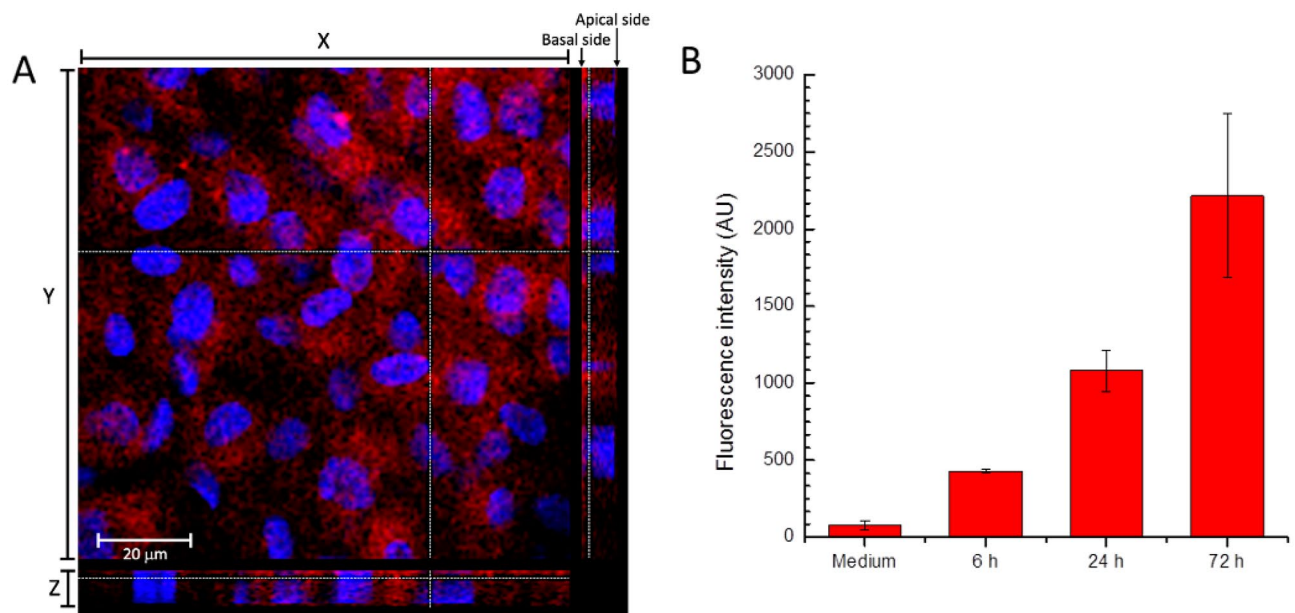 Apical side
X
Basal side
A
B
Y
20 μm
Z
Fluorescence intensity (AU)
3000
2500
2000
1500
1000
500
0
Medium 6 h 24 h 72 h